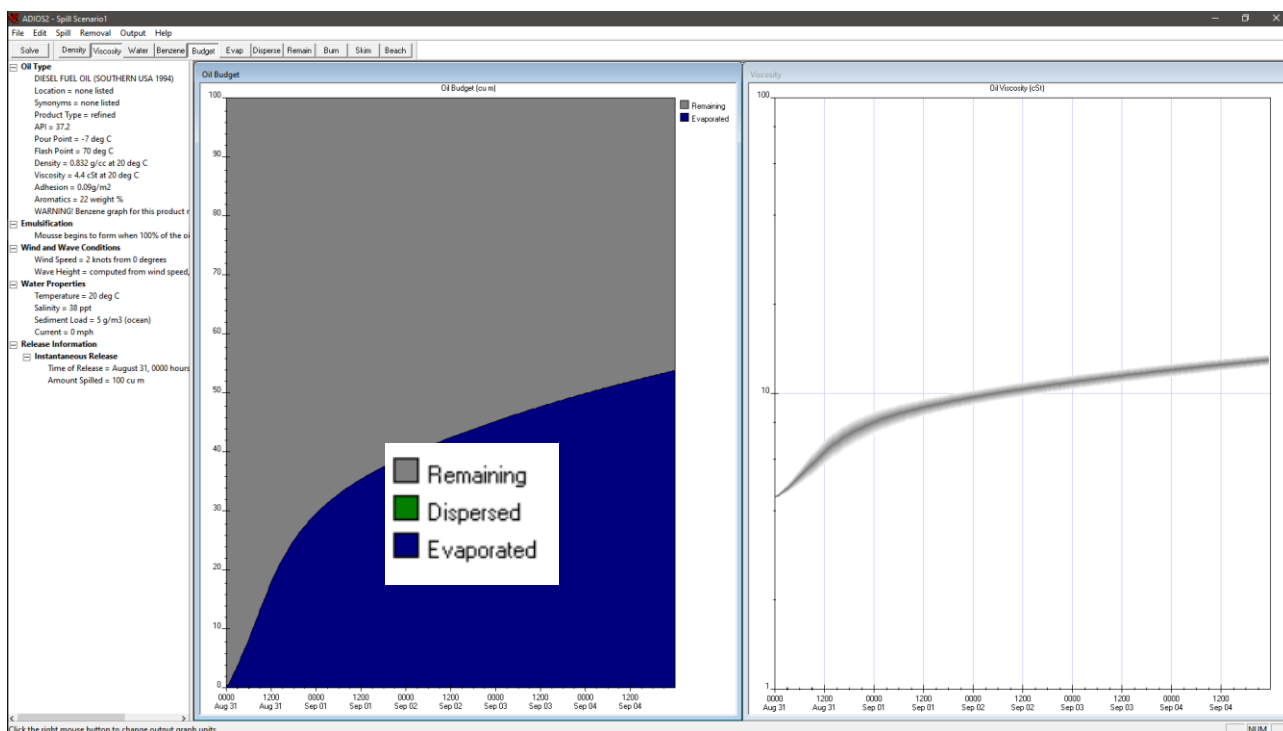 ADIOS2 - Spill Scenario1
File Edit Spill Removal Output Help
Solve Density Viscosity Water Benzene Budget Evap Disperse Remain Burn Skim Beach
Oil Type
DIESEL FUEL OIL (SOUTHERN USA 1994)
Location = none listed
Synonyms = none listed
Product Type = refined
API = 37.2
Pour Point = -7 deg C
Flash Point = 70 deg C
Density = 0.832 g/cc at 20 deg C
Viscosity = 4.4 cSt at 20 deg C
Adhesion = 0.09g/m2
Aromatics = 22 weight %
WARNING! Benzene graph for this product r
Emulsification
Mousse begins to form when 100% of the oi
Wind and Wave Conditions
Wind Speed = 2 knots from 0 degrees
Wave Height = computed from wind speed,
Water Properties
Temperature = 20 deg C
Salinity = 38 ppt
Sediment Load = 5 g/m3 (ocean)
Current = 0 mph
Release Information
Instantaneous Release
Time of Release = August 31, 0000 hours
Amount Spilled = 100 cu m
Oil Budget
Oil Budget (cu m)
100
90
80
70
60
50
40
30
20
10
0
0000 1200 0000 1200 0000 1200 0000 1200 0000 1200
Aug 31 Aug 31 Sep 01 Sep 01 Sep 02 Sep 02 Sep 03 Sep 03 Sep 04 Sep 04
Remaining
Evaporated
Remaining
Dispersed
Evaporated
Viscosity
Oil Viscosity (cSt)
100
10
1
0000 1200 0000 1200 0000 1200 0000 1200 0000 1200
Aug 31 Aug 31 Sep 01 Sep 01 Sep 02 Sep 02 Sep 03 Sep 03 Sep 04 Sep 04
Click the right mouse button to change output graph units
NUM